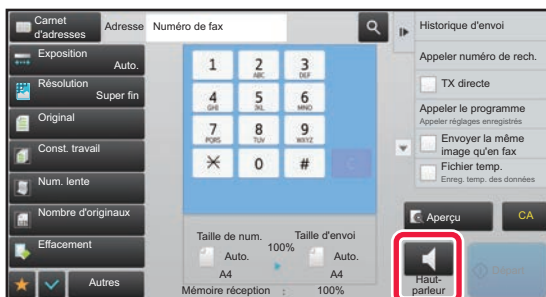 Carnet
d'adresses
Adresse
Numéro de fax
Exposition
Auto.
Résolution
Super fin
Original
Const. travail
Num. lente
Nombre d'originaux
Effacement
Autres
1
2
ABC
3
DEF
4
GHI
5
JKL
6
MNO
7
PQRS
8
TUV
9
WXYZ
0
#
C
Taille de num.
100%
Taille d'envoi
Auto.
Auto.
A4
A4
Mémoire réception : 100%
Historique d'envoi
Appeler numéro de rech.
TX directe
Appeler le programme
Appeler réglages enregistrés
Envoyer la même
image qu'en fax
Fichier temp.
Enreg. temp. des données
Aperçu
CA
Haut-
parleur
Départ